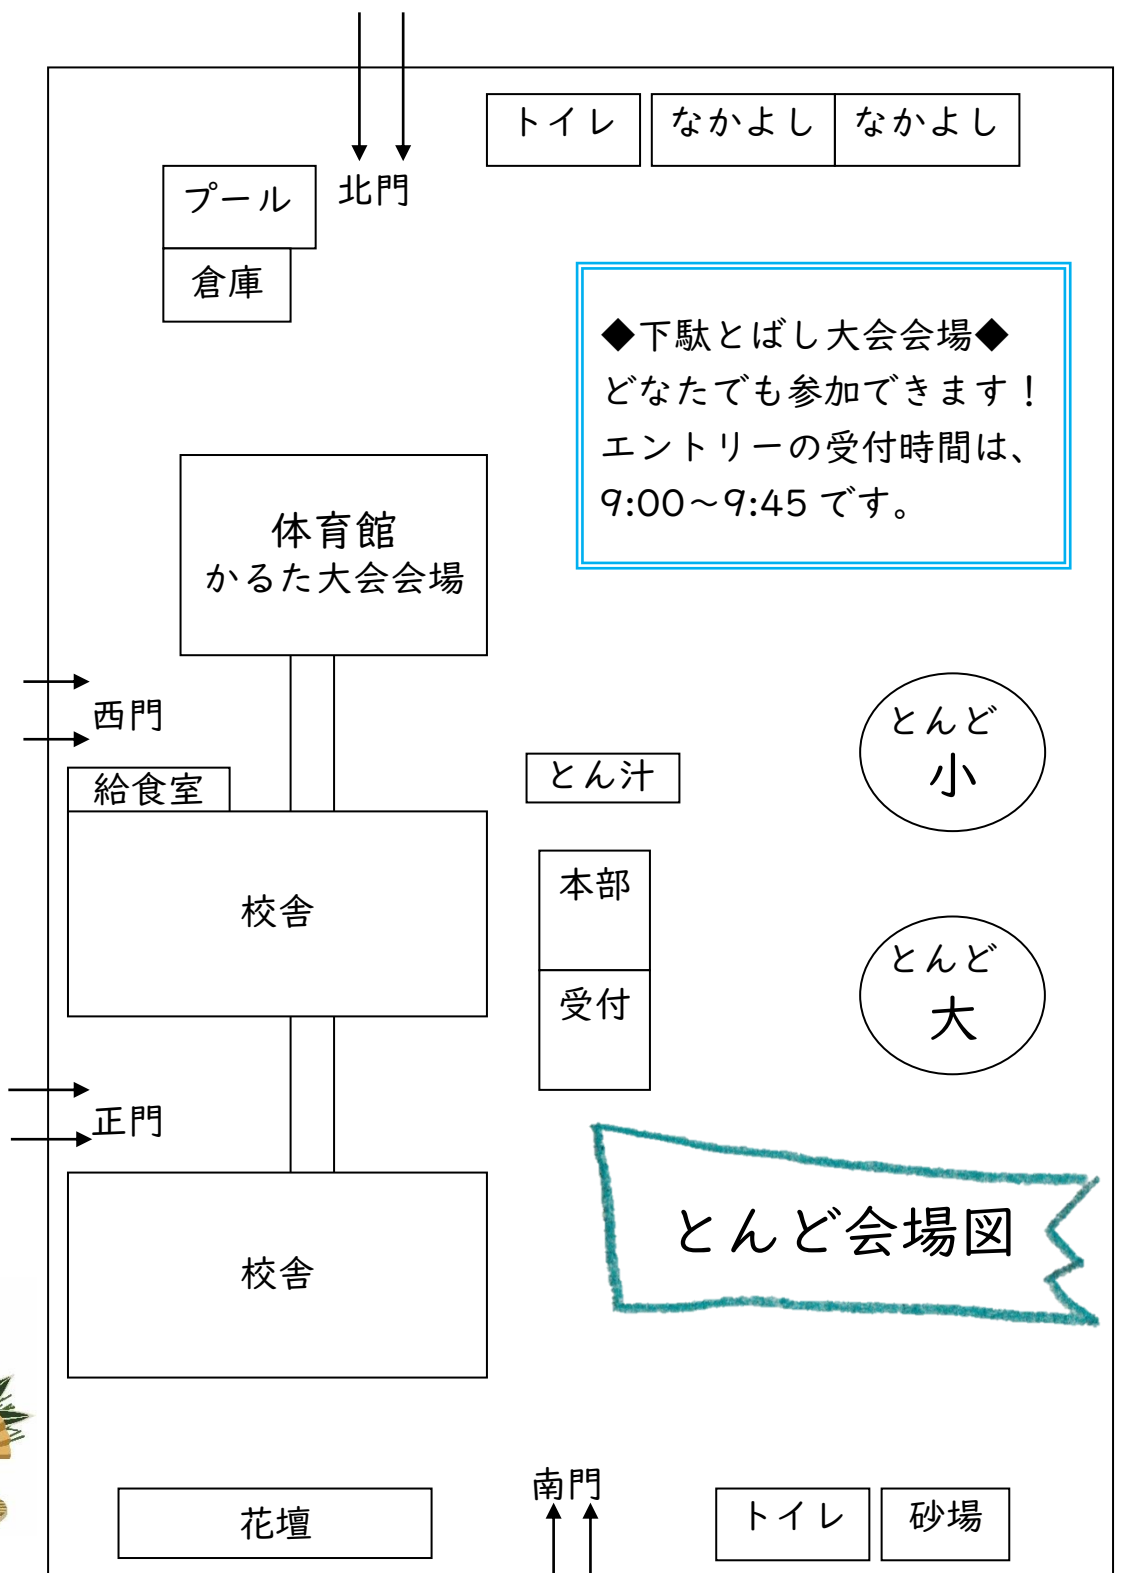 トイレ
なかよし
なかよし
プール
北門
倉庫
◆下駄とばし大会会場◆
どなたでも参加できます！
エントリーの受付時間は、
9:00～9:45です。
体育館
かるた大会会場
西門
とんど
小
給食室
とん汁
校舎
本部
とんど
大
受付
正門
とんど会場図
校舎
南門
花壇
トイレ
砂場